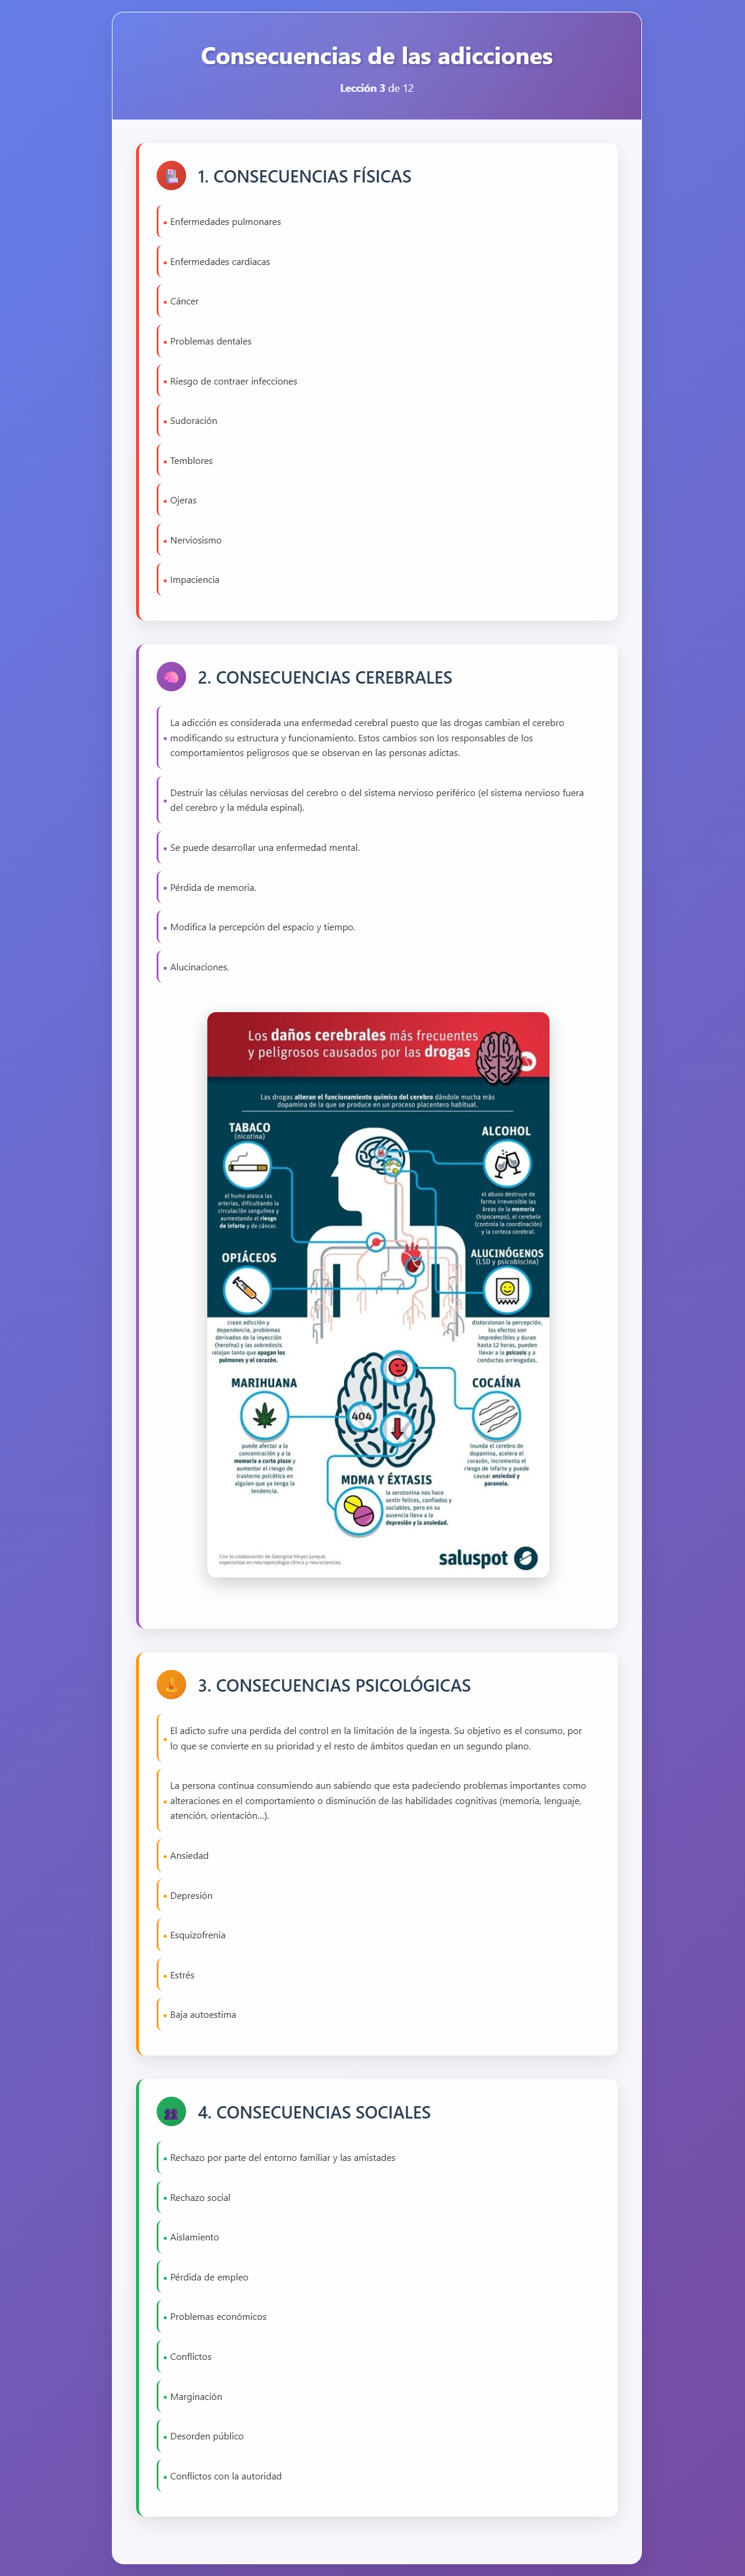 Consecuencias de las adicciones
Lección 3 de 12
1. CONSECUENCIAS FÍSICAS
• Enfermedades pulmonares
• Enfermedades cardiacas
• Cáncer
• Problemas dentales
• Riesgo de contraer infecciones
• Sudoración
• Temblores
• Ojeras
• Nerviosismo
• Impaciencia
2. CONSECUENCIAS CEREBRALES
• La adicción es considerada una enfermedad cerebral puesto que las drogas cambian el cerebro
modificando su estructura y funcionamiento. Estos cambios son los responsables de los
comportamientos peligrosos que se observan en las personas adictas.
• Destruir las células nerviosas del cerebro o del sistema nervioso periférico (el sistema nervioso fuera
del cerebro y la médula espinal).
• Se puede desarrollar una enfermedad mental.
• Pérdida de memoria.
• Modifica la percepción del espacio y tiempo.
• Alucinaciones.
Los daños cerebrales más frecuentes
y peligrosos causados por las drogas
Las drogas alteran el funcionamiento químico del cerebro dándole mucha más
dopamina de la que se produce en un proceso placentero habitual.
TABACO
(nicotina)
el humo atasca las
arterias, dificultando la
circulación sanguínea y
aumentando el riesgo
de infarto y de cáncer.
ALCOHOL
el abuso destruye de
forma irreversible las
áreas de la memoria
(hipocampo), el cerebelo
(controla la coordinación)
y la corteza cerebral.
OPIÁCEOS
crean adicción y
dependencia, problemas
derivados de la inyección
(heroína) y las sobredosis
relajan tanto que apagan los
pulmones y el corazón.
ALUCINÓGENOS
(LSD y psicobiscina)
distorsionan la percepción,
los efectos son
impredecibles y duran
hasta 12 horas, pueden
llevar a la psicosis y a
conductas arriesgadas.
MARIHUANA
puede afectar a la
concentración y a la
memoria a corto plazo y
aumentar el riesgo de
trastorno psicótico en
alguien que ya tenga la
tendencia.
404
COCAÍNA
inunda el cerebro de
dopamina, acelera el
corazón, incrementa el
riesgo de infarto y puede
causar ansiedad y
paranoia.
MDMA Y ÉXTASIS
la serotonina nos hace
sentir felices, confiados y
sociables, pero en su
ausencia lleva a la
depresión y la ansiedad.
Con la colaboración de Georgina Vinyes Junqué,
especialista en neuropsicología clínica y neurociencias.
saluspot
3. CONSECUENCIAS PSICOLÓGICAS
• El adicto sufre una perdida del control en la limitación de la ingesta. Su objetivo es el consumo, por
lo que se convierte en su prioridad y el resto de ámbitos quedan en un segundo plano.
• La persona continua consumiendo aun sabiendo que esta padeciendo problemas importantes como
alteraciones en el comportamiento o disminución de las habilidades cognitivas (memoria, lenguaje,
atención, orientación...).
• Ansiedad
• Depresión
• Esquizofrenia
• Estrés
• Baja autoestima
4. CONSECUENCIAS SOCIALES
• Rechazo por parte del entorno familiar y las amistades
• Rechazo social
• Aislamiento
• Pérdida de empleo
• Problemas económicos
• Conflictos
• Marginación
• Desorden público
• Conflictos con la autoridad